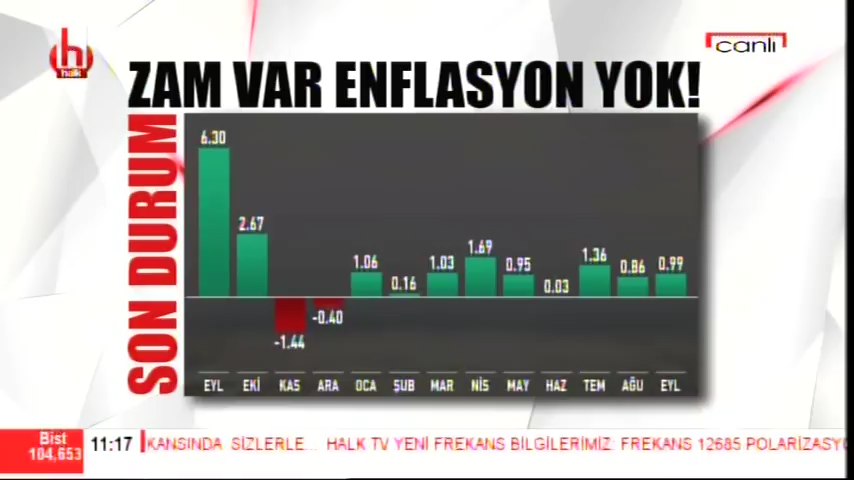 halk
canlı
ZAM VAR ENFLASYON YOK!
SON DURUM
6.30
2.67
-1.44
-0.40
1.06
0.16
1.03
1.69
0.95
0.03
1.36
0.86
0.99
EYL EKİ KAS ARA OCA ŞUB MAR NİS MAY HAZ TEM AĞU EYL
Bist
104,653
11:17
KANSINDA SİZLERLE... HALK TV YENİ FREKANS BİLGİLERİMİZ: FREKANS 12685 POLARİZASYO